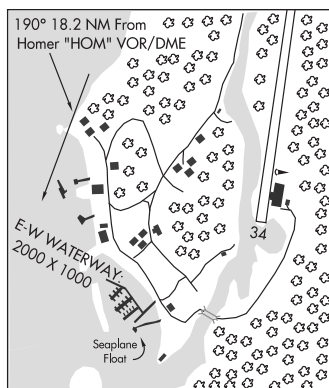 190° 18.2 NM From
Homer "HOM" VOR/DME
34
E-W WATERWAY:
2000 X 1000
Seaplane
Float